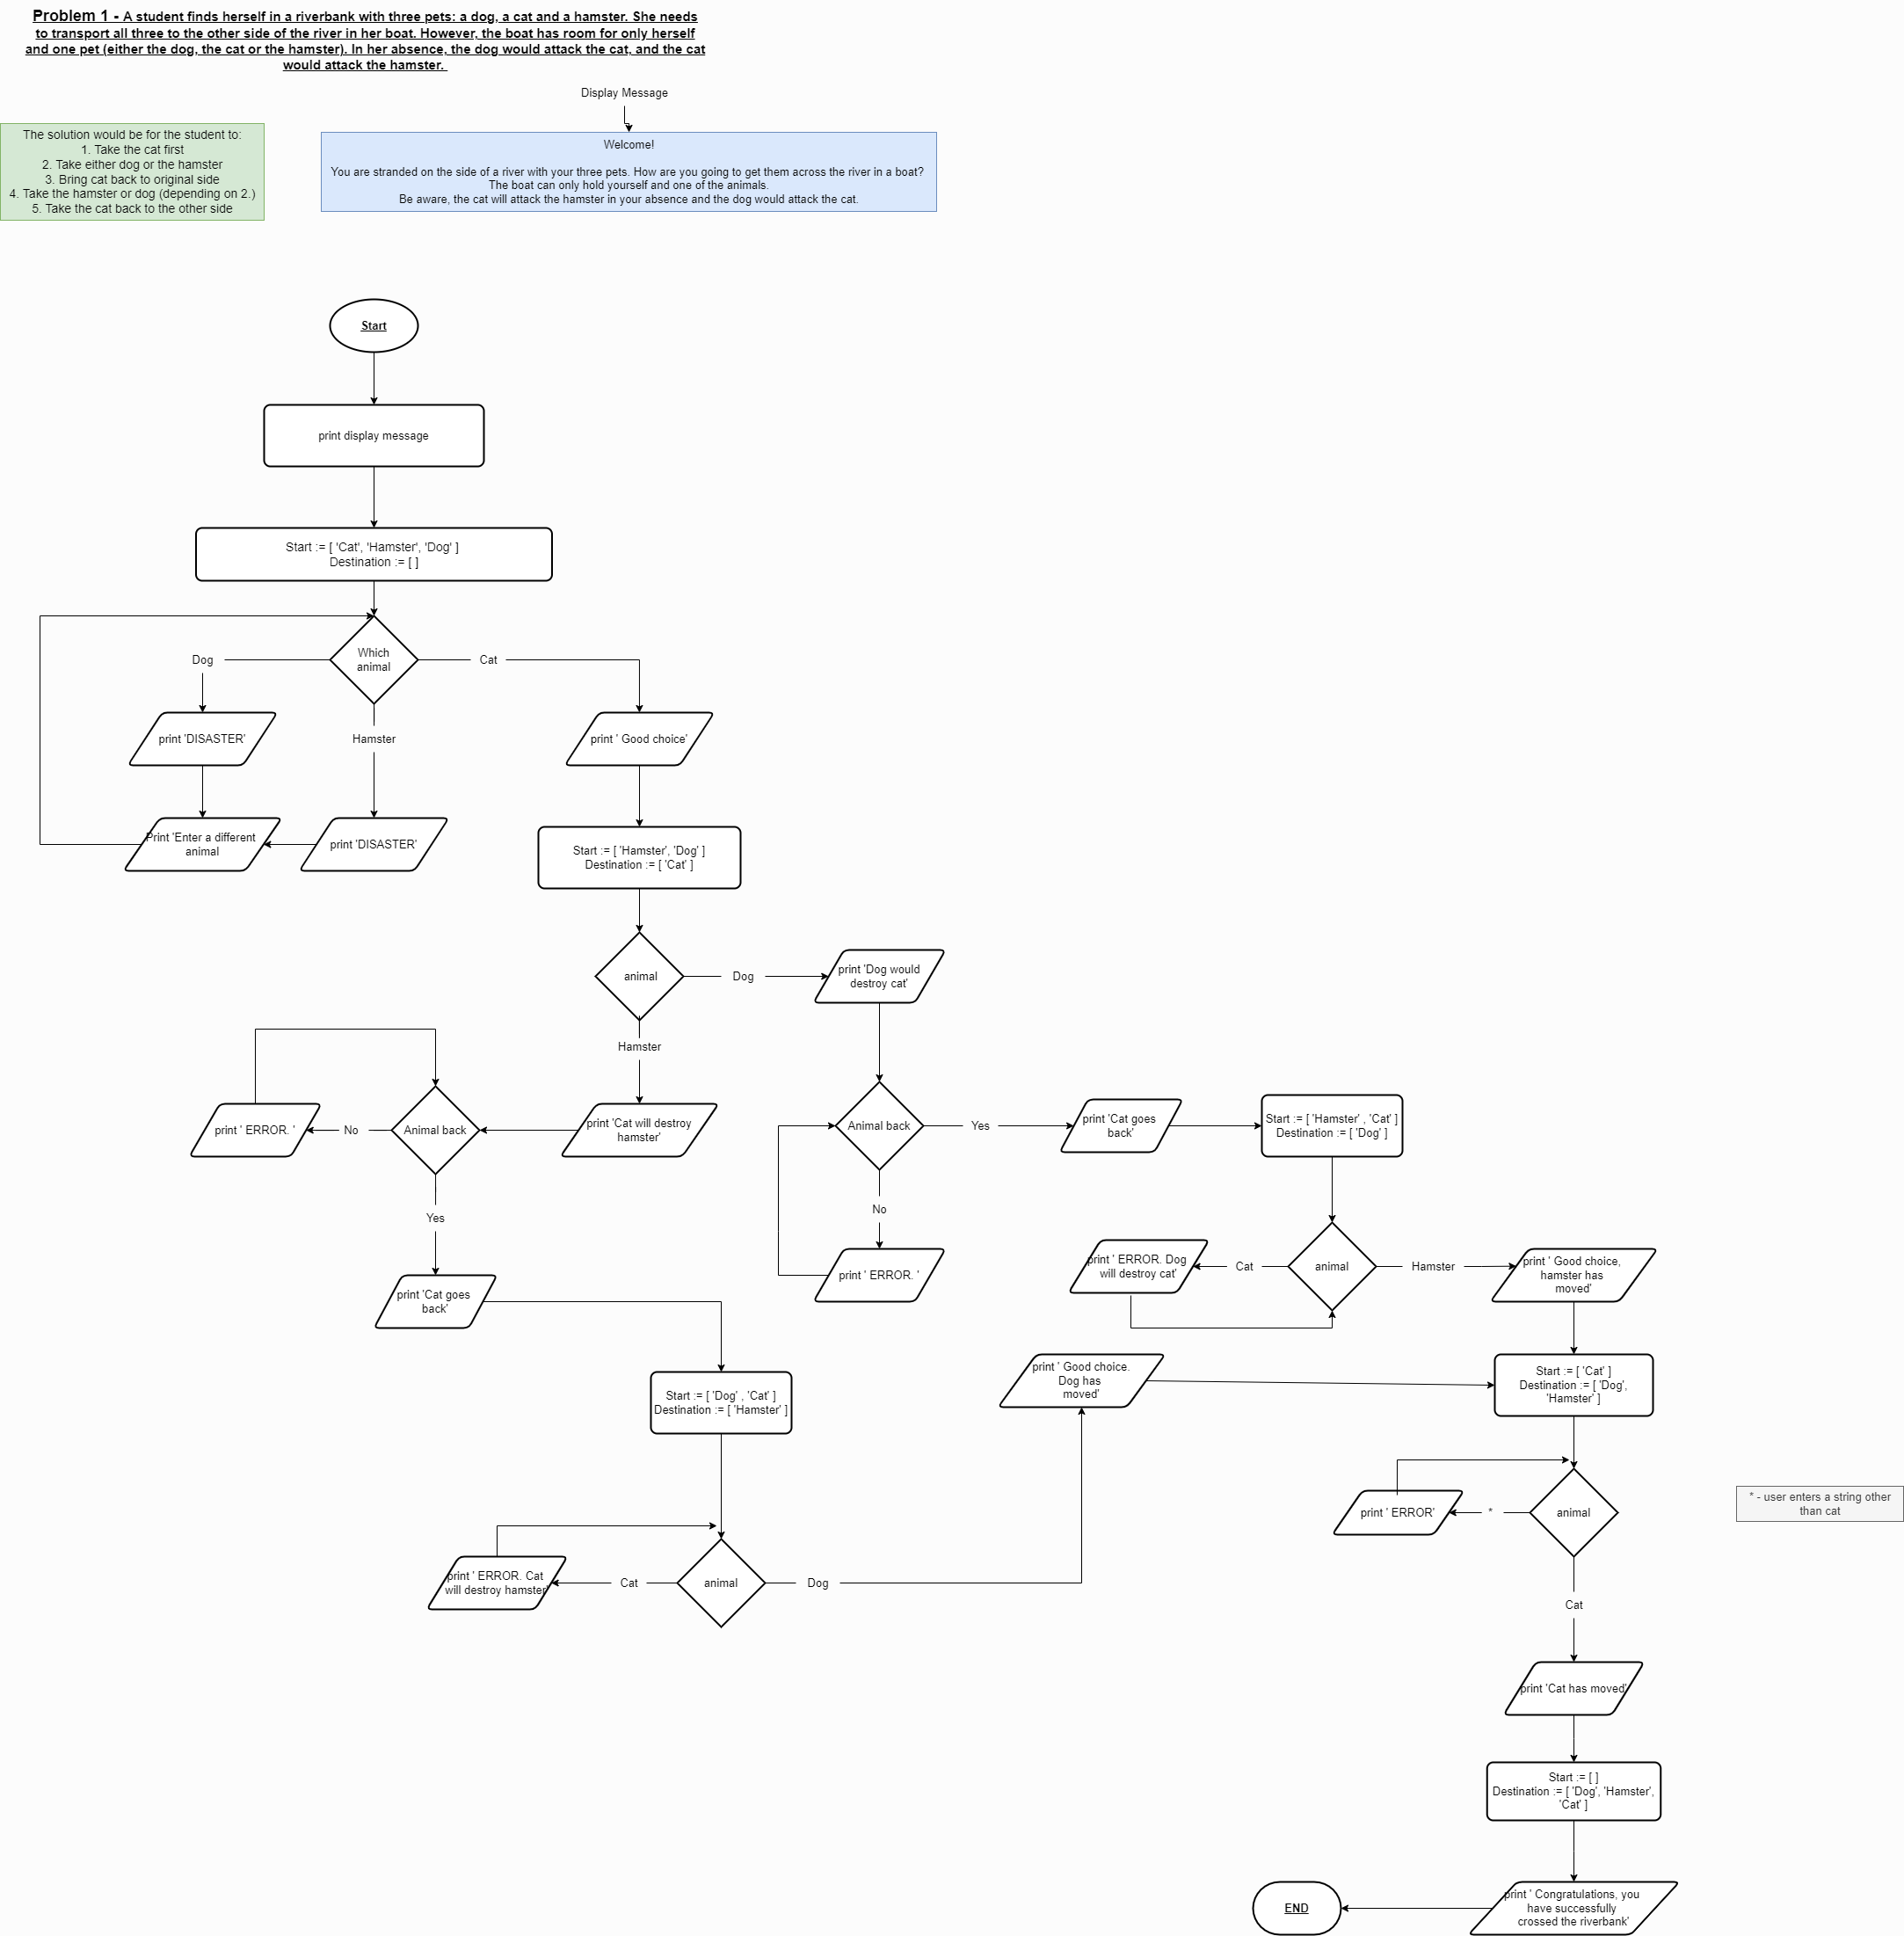 Problem 1 - A student finds herself in a riverbank with three pets: a dog, a cat and a hamster. She needs
to transport all three to the other side of the river in her boat. However, the boat has room for only herself
and one pet (either the dog, the cat or the hamster). In her absence, the dog would attack the cat, and the cat
would attack the hamster.
Display Message
The solution would be for the student to:
1. Take the cat first
2. Take either dog or the hamster
3. Bring cat back to original side
4. Take the hamster or dog (depending on 2.)
5. Take the cat back to the other side
Welcome!
You are stranded on the side of a river with your three pets. How are you going to get them across the river in a boat?
The boat can only hold yourself and one of the animals.
Be aware, the cat will attack the hamster in your absence and the dog would attack the cat.
Start
print display message
Start := [ 'Cat', 'Hamster', 'Dog' ]
Destination := [ ]
Which
animal
Dog
Cat
Hamster
print 'DISASTER'
print ' Good choice'
Print 'Enter a different
animal
print 'DISASTER'
Start := [ 'Hamster', 'Dog' ]
Destination := [ 'Cat' ]
animal
Dog
print 'Dog would
destroy cat'
Hamster
print 'Cat will destroy
hamster'
Animal back
No
print ' ERROR. '
Yes
print 'Cat goes
back'
Animal back
Yes
print 'Cat goes
back'
Start := [ 'Hamster' , 'Cat' ]
Destination := [ 'Dog' ]
No
print ' ERROR. '
animal
Cat
print ' ERROR. Dog
will destroy cat'
Hamster
print ' Good choice,
hamster has
moved'
Start := [ 'Dog' , 'Cat' ]
Destination := [ 'Hamster' ]
print ' Good choice.
Dog has
moved'
Start := [ 'Cat' ]
Destination := [ 'Dog',
'Hamster' ]
animal
Cat
print ' ERROR. Cat
will destroy hamster'
Dog
animal
*
print ' ERROR'
* - user enters a string other
than cat
Cat
print 'Cat has moved'
Start := [ ]
Destination := [ 'Dog', 'Hamster',
'Cat' ]
print ' Congratulations, you
have successfully
crossed the riverbank'
END